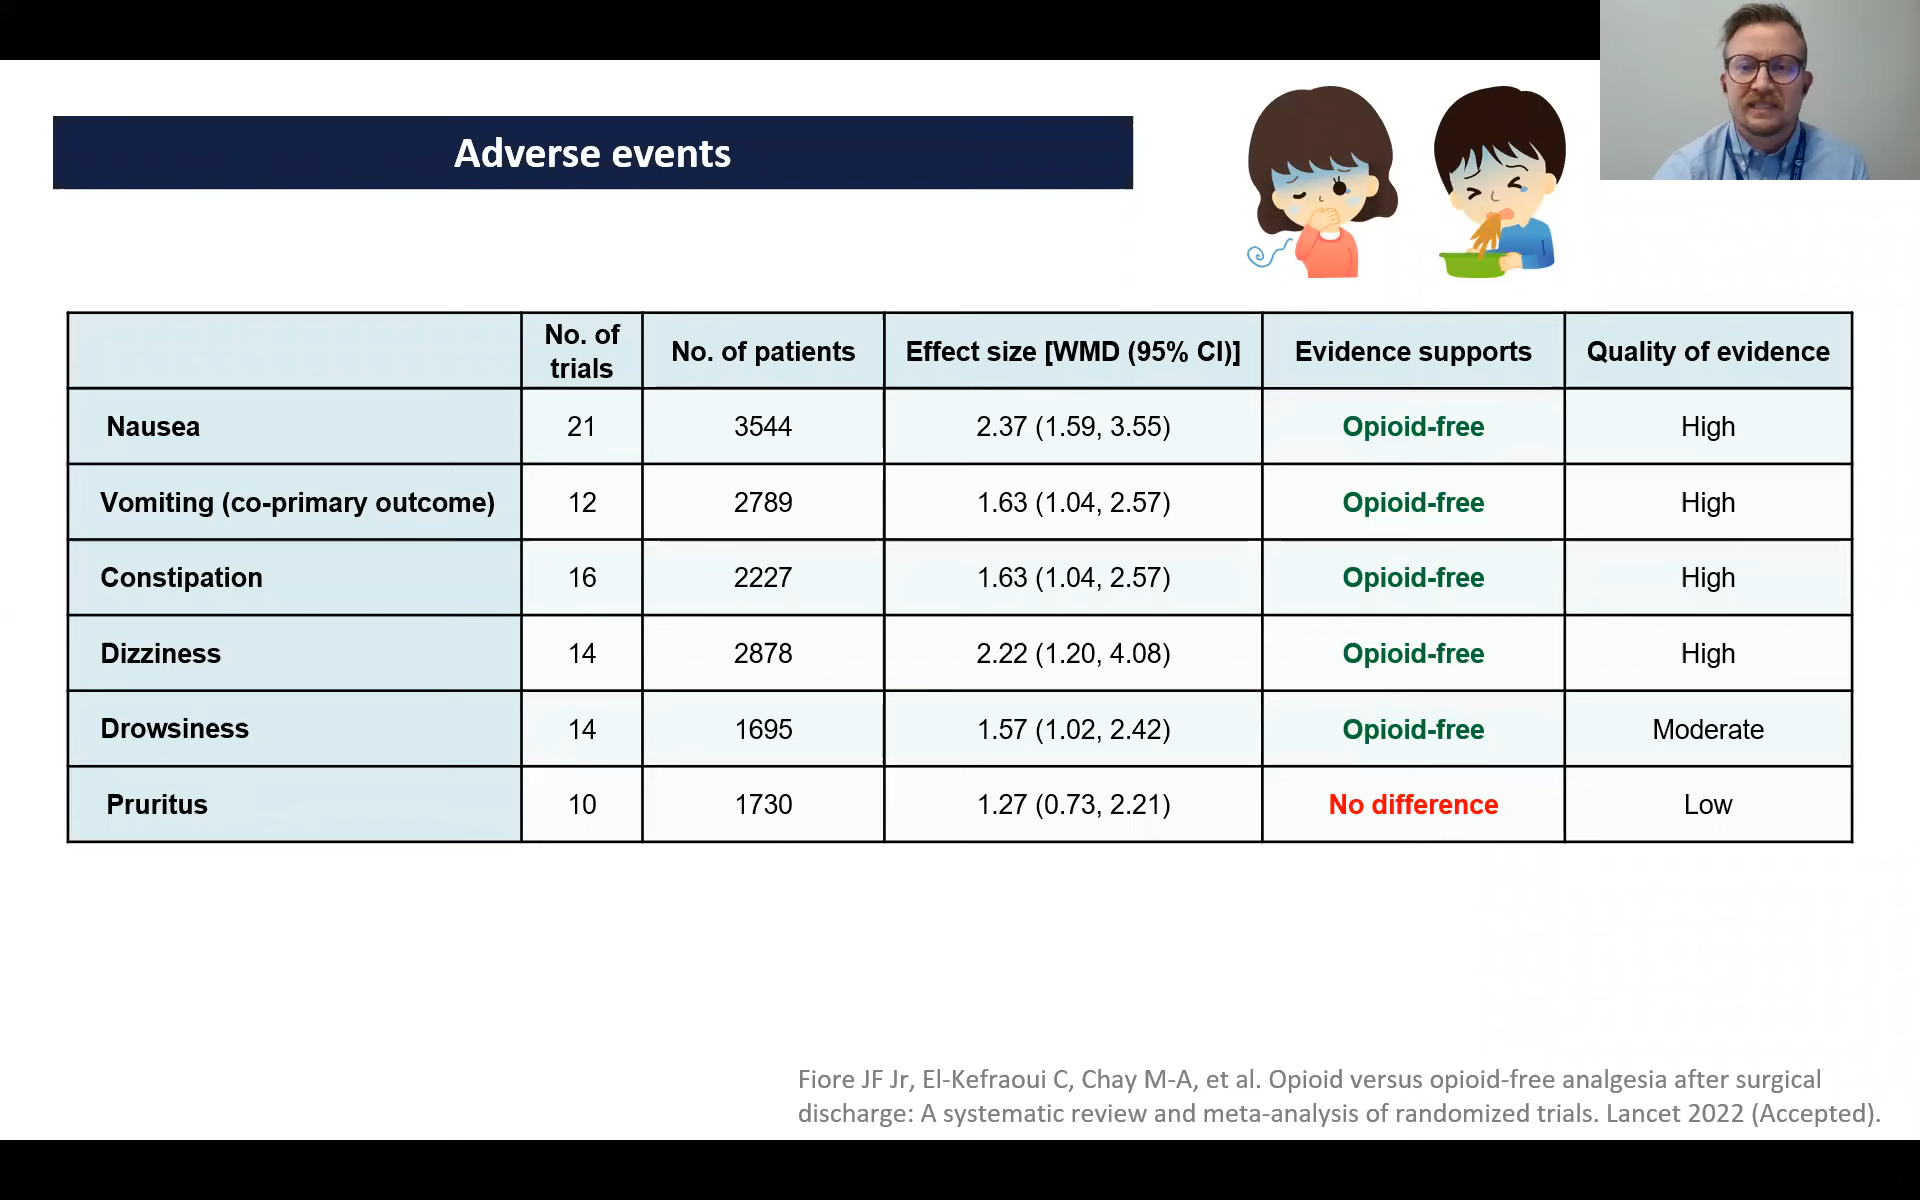 Adverse events
No. of trials No. of patients Effect size [WMD (95% CI)] Evidence supports Quality of evidence
Nausea 21 3544 2.37 (1.59, 3.55) Opioid-free High
Vomiting (co-primary outcome) 12 2789 1.63 (1.04, 2.57) Opioid-free High
Constipation 16 2227 1.63 (1.04, 2.57) Opioid-free High
Dizziness 14 2878 2.22 (1.20, 4.08) Opioid-free High
Drowsiness 14 1695 1.57 (1.02, 2.42) Opioid-free Moderate
Pruritus 10 1730 1.27 (0.73, 2.21) No difference Low
Fiore JF Jr, El-Kefraoui C, Chay M-A, et al. Opioid versus opioid-free analgesia after surgical
discharge: A systematic review and meta-analysis of randomized trials. Lancet 2022 (Accepted).